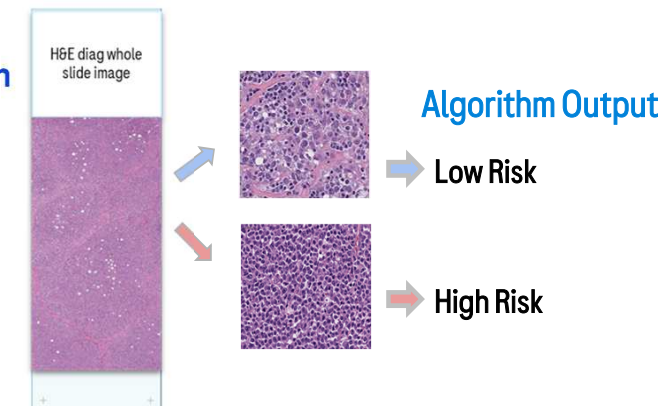 H&E diag whole
slide image
Algorithm Output
Low Risk
High Risk